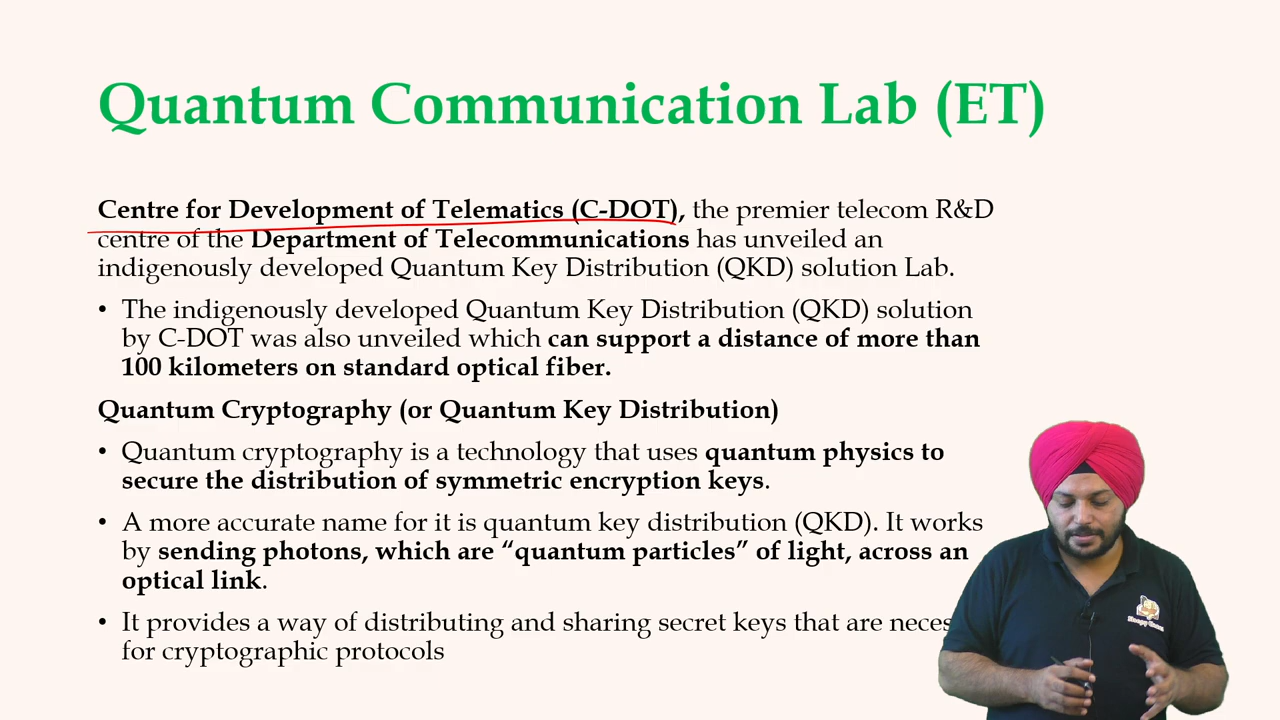 Quantum Communication Lab (ET)
Centre for Development of Telematics (C-DOT), the premier telecom R&D
centre of the Department of Telecommunications has unveiled an
indigenously developed Quantum Key Distribution (QKD) solution Lab.
• The indigenously developed Quantum Key Distribution (QKD) solution
by C-DOT was also unveiled which can support a distance of more than
100 kilometers on standard optical fiber.
Quantum Cryptography (or Quantum Key Distribution)
• Quantum cryptography is a technology that uses quantum physics to
secure the distribution of symmetric encryption keys.
• A more accurate name for it is quantum key distribution (QKD). It works
by sending photons, which are “quantum particles” of light, across an
optical link.
• It provides a way of distributing and sharing secret keys that are neces
for cryptographic protocols